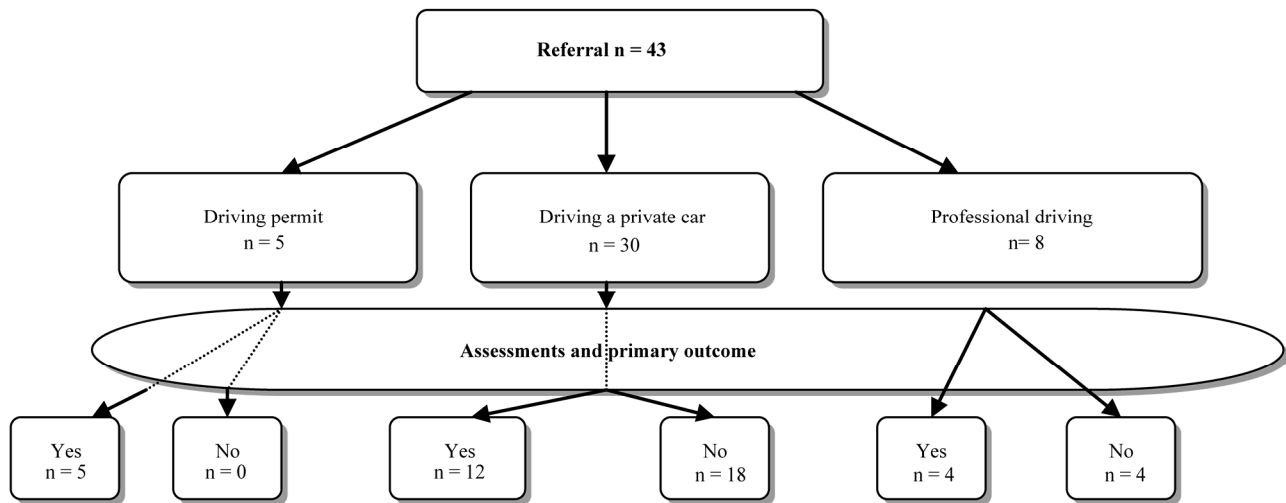 Referral n = 43
Driving permit
n = 5
Driving a private car
n = 30
Professional driving
n= 8
Assessments and primary outcome
Yes
n = 5
No
n = 0
Yes
n = 12
No
n = 18
Yes
n = 4
No
n = 4